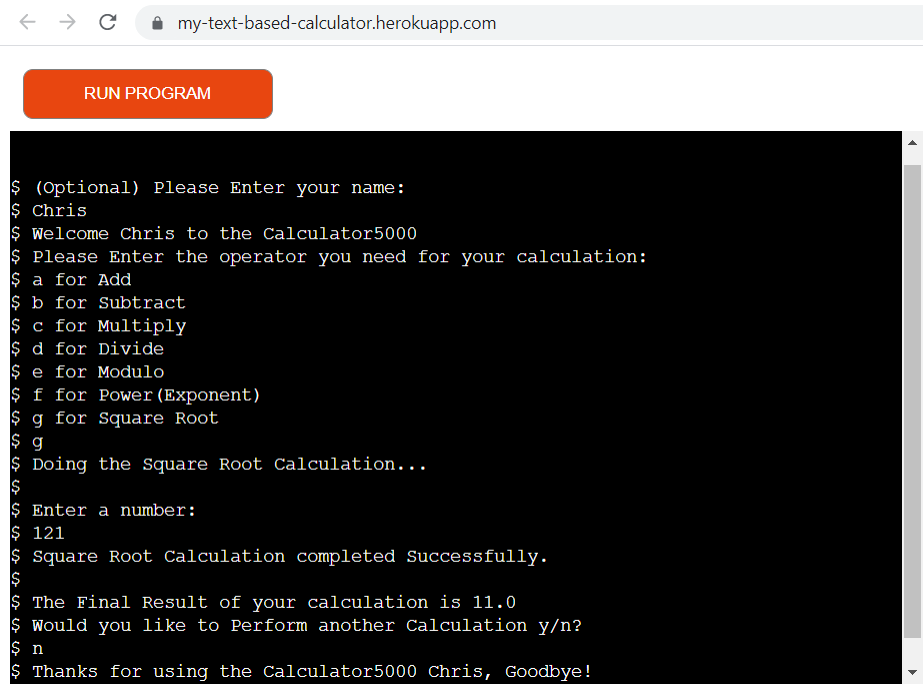 my-text-based-calculator.herokuapp.com
RUN PROGRAM
$ (Optional) Please Enter your name:
$ Chris
$ Welcome Chris to the Calculator5000
$ Please Enter the operator you need for your calculation:
$ a for Add
$ b for Subtract
$ c for Multiply
$ d for Divide
$ e for Modulo
$ f for Power(Exponent)
$ g for Square Root
$ g
$ Doing the Square Root Calculation...
$
$ Enter a number:
$ 121
$ Square Root Calculation completed Successfully.
$
$ The Final Result of your calculation is 11.0
$ Would you like to Perform another Calculation y/n?
$ n
$ Thanks for using the Calculator5000 Chris, Goodbye!